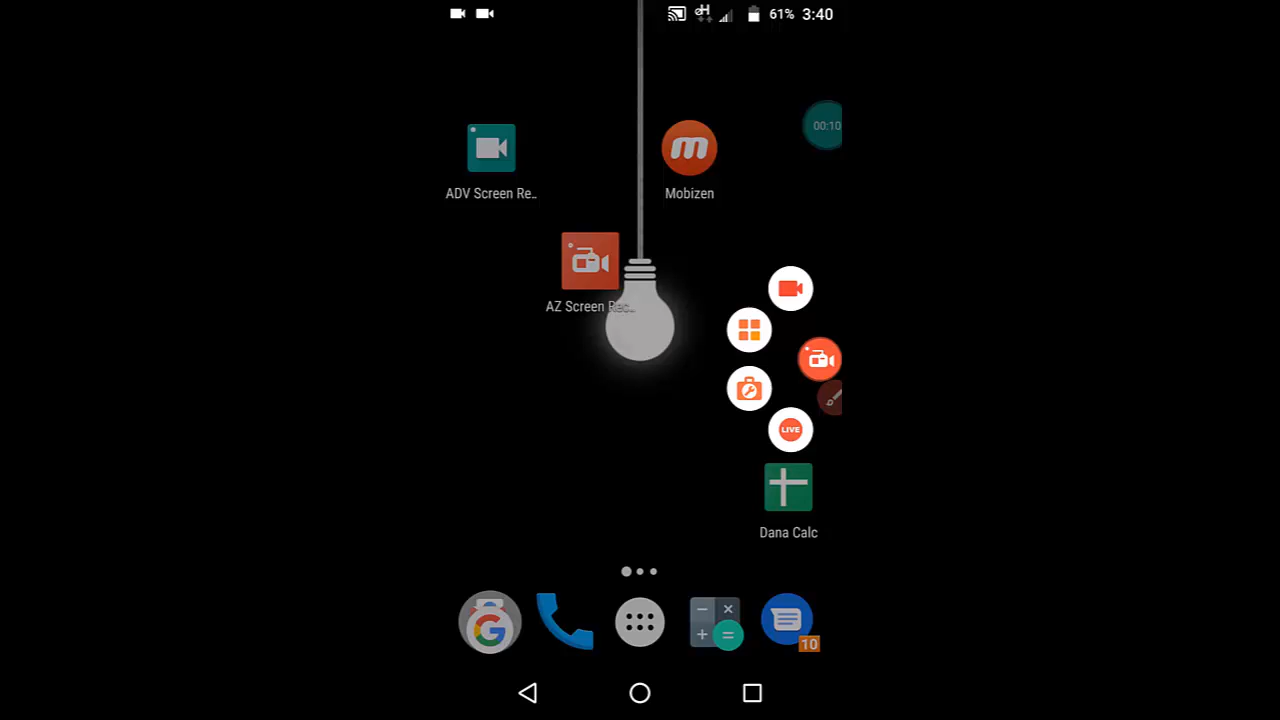 61% 3:40
00:10
ADV Screen Re..
Mobizen
AZ Screen Rec..
LIVE
Dana Calc
10